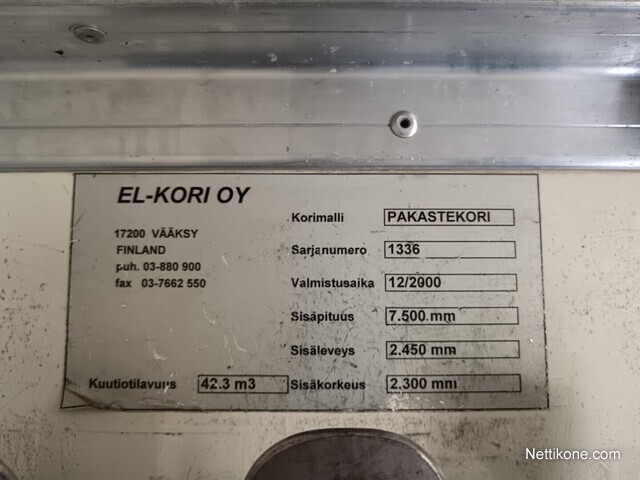 EL-KORI OY
17200 VÄÄKSY
FINLAND
puh. 03-880 900
fax 03-7662 550
Korimalli PAKASTEKORI
Sarjanumero 1336
Valmistusaika 12/2000
Sisäpituus 7.500 mm
Sisäleveys 2.450 mm
Kuutiotilavuus 42.3 m3 Sisäkorkeus 2.300 mm
Nettikone.com